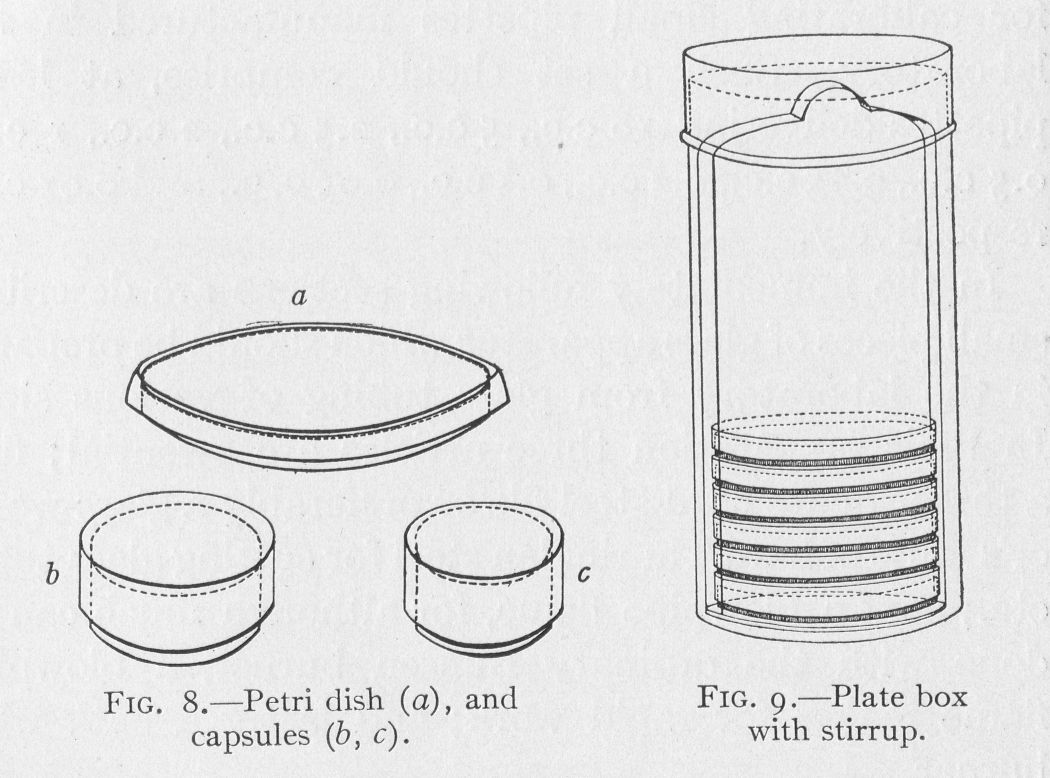 a
b
c
FIG. 8.—Petri dish (a), and
capsules (b, c).
FIG. 9.—Plate box
with stirrup.